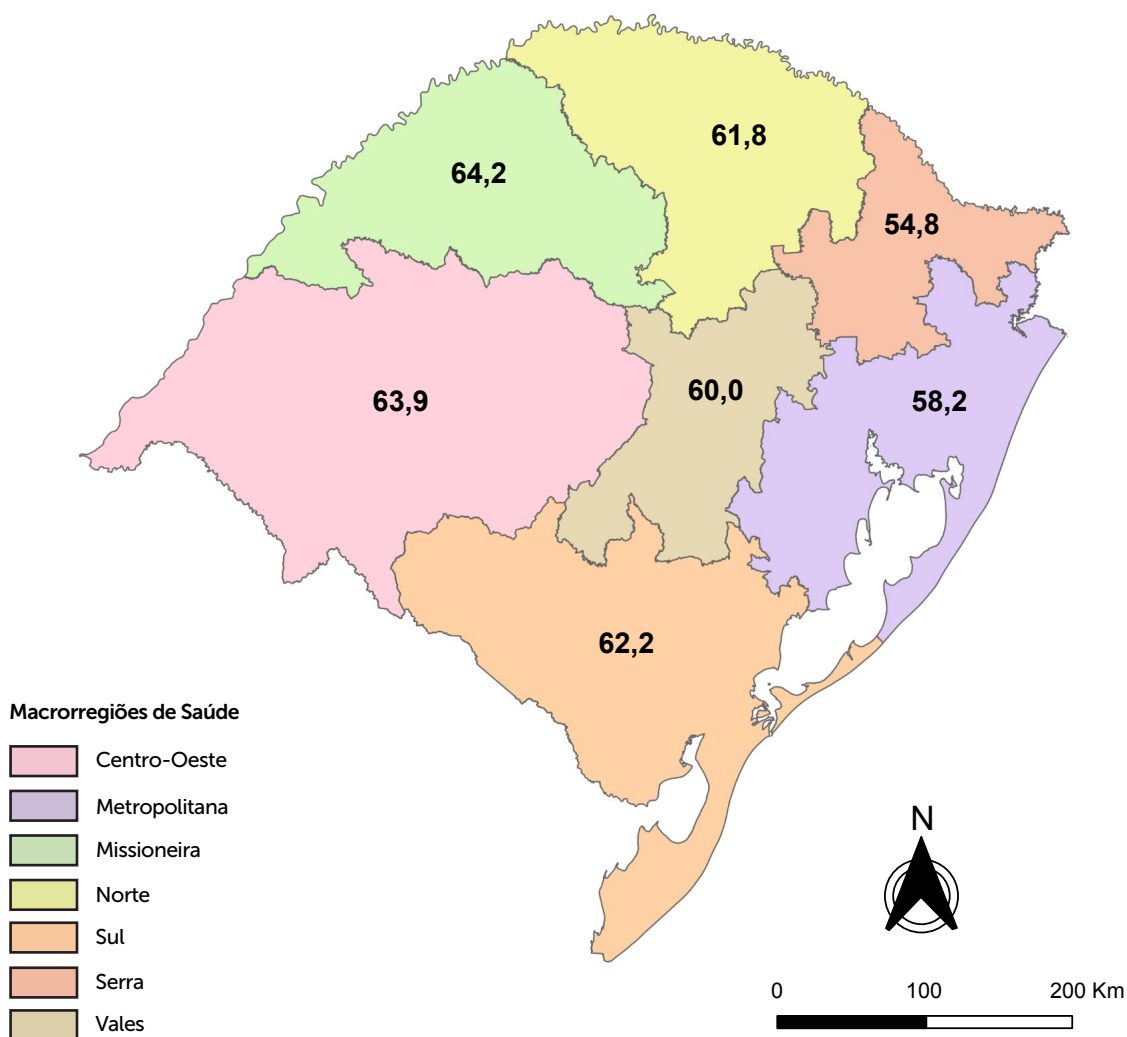 61,8
64,2
54,8
60,0
63,9
58,2
62,2
Macrorregiões de Saúde
Centro-Oeste
Metropolitana
Missioneira
Norte
Sul
Serra
Vales
N
0 100 200 Km